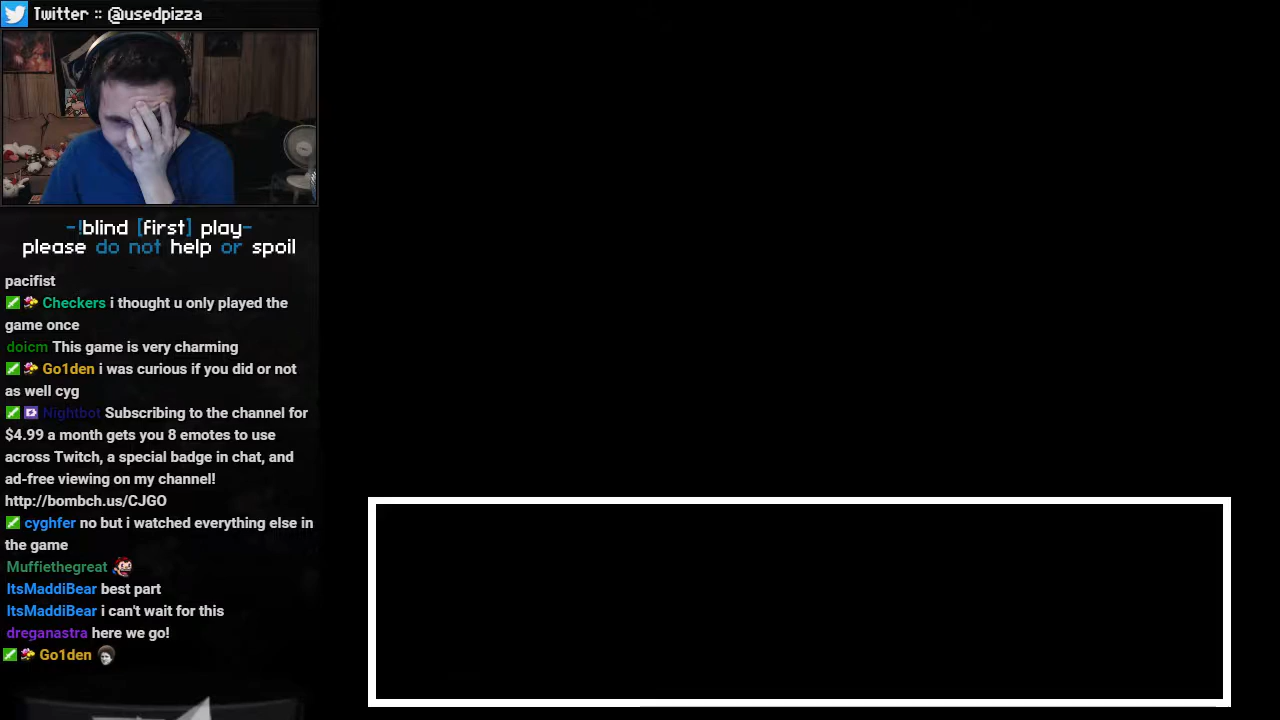 Twitter :: @usedpizza
-!blind [first] play-
please do not help or spoil
pacifist
Checkers i thought u only played the
game once
doicm This game is very charming
Go1den i was curious if you did or not
as well cyg
Nightbot Subscribing to the channel for
$4.99 a month gets you 8 emotes to use
across Twitch, a special badge in chat, and
ad-free viewing on my channel!
http://bombch.us/CJGO
cyghfer no but i watched everything else in
the game
Muffiethegreat
ItsMaddiBear best part
ItsMaddiBear i can't wait for this
dreganastra here we go!
Go1den